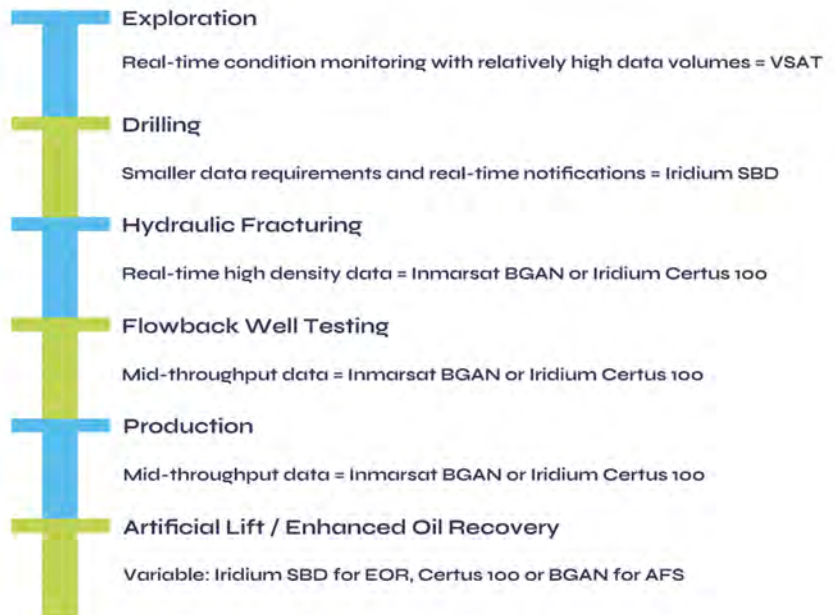 Exploration
Real-time condition monitoring with relatively high data volumes = VSAT
Drilling
Smaller data requirements and real-time notifications = Iridium SBD
Hydraulic Fracturing
Real-time high density data = Inmarsat BGAN or Iridium Certus 100
Flowback Well Testing
Mid-throughput data = Inmarsat BGAN or Iridium Certus 100
Production
Mid-throughput data = Inmarsat BGAN or Iridium Certus 100
Artificial Lift / Enhanced Oil Recovery
Variable: Iridium SBD for EOR, Certus 100 or BGAN for AFS